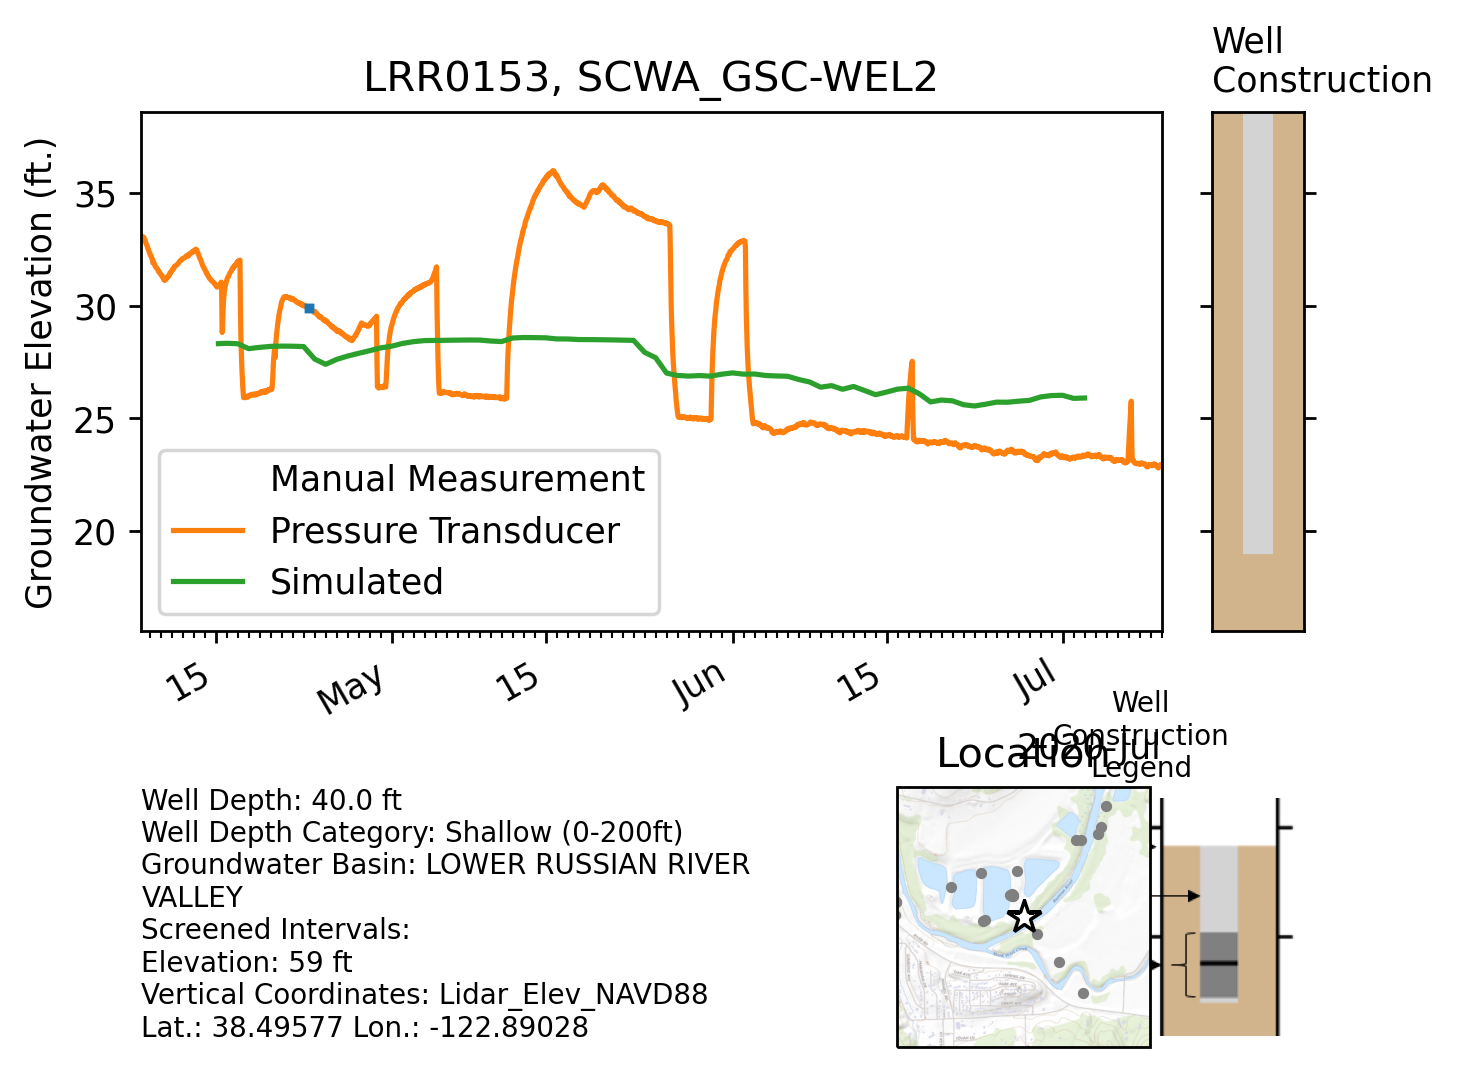 Well
Construction
LRR0153, SCWA_GSC-WEL2
Groundwater Elevation (ft.)
35
30
25
20
Manual Measurement
Pressure Transducer
Simulated
15
May
15
Jun
15
Jul
2020-Jul
Location
Well
Construction
Legend
Well Depth: 40.0 ft
Well Depth Category: Shallow (0-200ft)
Groundwater Basin: LOWER RUSSIAN RIVER
VALLEY
Screened Intervals:
Elevation: 59 ft
Vertical Coordinates: Lidar_Elev_NAVD88
Lat.: 38.49577 Lon.: -122.89028